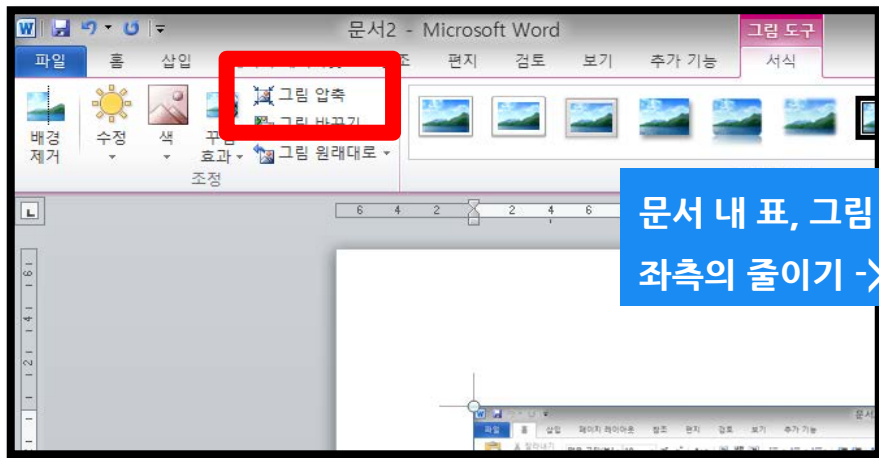 문서2 - Microsoft Word
그림 도구
파일 홈 삽입 조 편지 검토 보기 추가 기능 서식
그림 압축
그림 바꾸기
그림 원래대로
배경 제거
수정
색
꾸밈 효과
조정
문서 내 표, 그림
좌측의 줄이기 ->
6 4 2 2 4 6
파일 홈 삽입 페이지 레이아웃 참조 편지 검토 보기 추가 기능
잘라내기